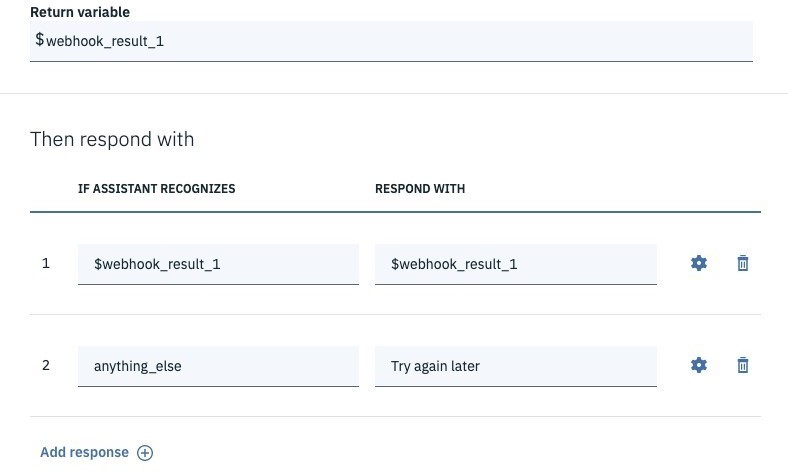 Return variable
$webhook_result_1
Then respond with
IF ASSISTANT RECOGNIZES RESPOND WITH
1 $webhook_result_1 $webhook_result_1
2 anything_else Try again later
Add response